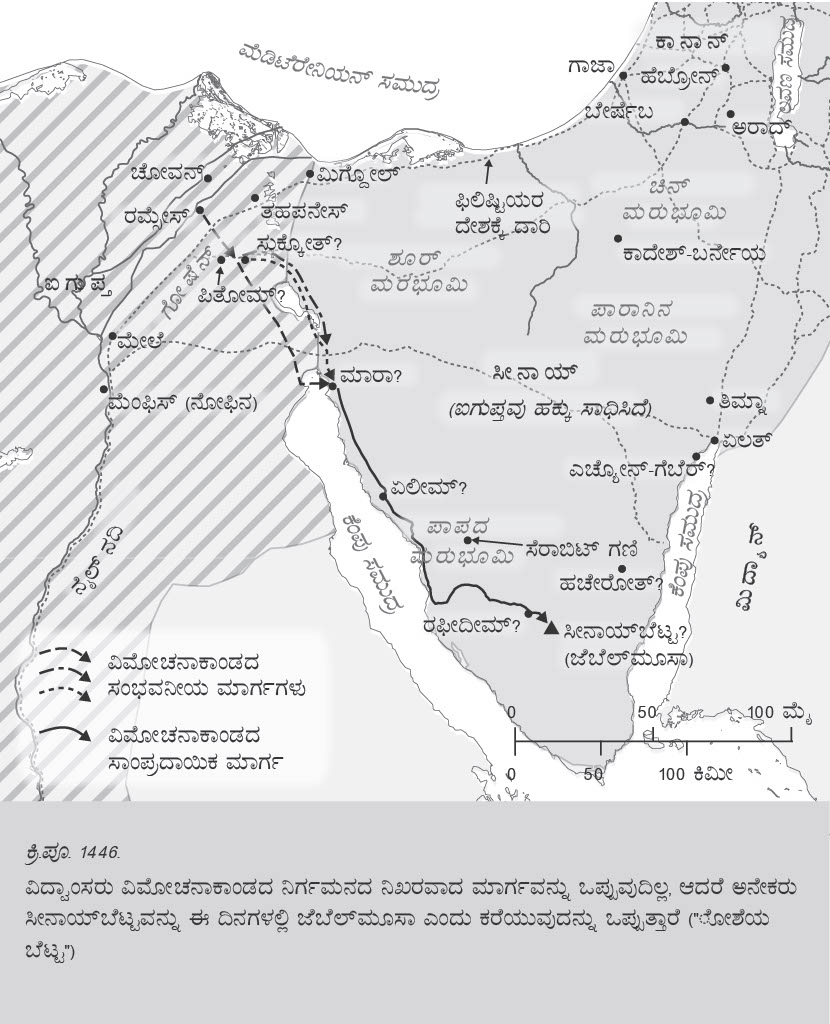 ಮೆಡಿಟೆರೇನಿಯನ್ ಸಮುದ್ರ
ಕಾನಾನ್
ಗಾಜಾ
ಹೆಬ್ರೋನ್
ಲವಣ ಸಮುದ್ರ
ಬೇರ್ಷೆಬ
ಅರಾದ್
ಚೋವನ್
ಮಿಗ್ದೋಲ್
ರಮ್ಸೇಸ್
ತಹಪನೇಸ್
ಫಿಲಿಷ್ಟಿಯರ
ದೇಶಕ್ಕೆ ದಾರಿ
ಚಿನ್
ಮರುಭೂಮಿ
ಸುಕ್ಕೋತ್?
ಕಾದೇಶ್-ಬರ್ನೇಯ
ಶೂರ್
ಮರಭೂಮಿ
ಐಗುಪ್ತ
ಗೋಷೆನ್
ಪಿತೋಮ್?
ಪಾರಾನಿನ
ಮರುಭೂಮಿ
ಮೇಲೆ
ಮಾರಾ?
ಸೀನಾಯ್
(ಐಗುಪ್ತವು ಹಕ್ಕು ಸಾಧಿಸಿದೆ)
ಮೆಂಫಿಸ್ (ನೋಫಿನ)
ತಿಮ್ನಾ
ಏಲತ್
ಎಚ್ಯೋನ್-ಗೆಬೆರ್?
ಏಲೀಮ್?
ಪಾಪದ
ಮರುಭೂಮಿ
ಸೆರಾಬಿಟ್ ಗಣಿ
ಹಚೇರೋತ್?
ನೈಲ್ ನದಿ
ಕೆಂಪು ಸಮುದ್ರ
ಕೆಂಪು ಸಮುದ್ರ
ರಫೀದೀಮ್?
ಸೀನಾಯ್‌ಬೆಟ್ಟ?
(ಜೆಬೆಲ್‌ಮೂಸಾ)
ವಿಮೋಚನಾಕಾಂಡದ
ಸಂಭವನೀಯ ಮಾರ್ಗಗಳು
ವಿಮೋಚನಾಕಾಂಡದ
ಸಾಂಪ್ರದಾಯಿಕ ಮಾರ್ಗ
0 50 100 ಮೈ
0 50 100 ಕಿಮೀ
ಕ್ರಿ.ಪೂ. 1446.
ವಿದ್ವಾಂಸರು ವಿಮೋಚನಾಕಾಂಡದ ನಿರ್ಗಮನದ ನಿಖರವಾದ ಮಾರ್ಗವನ್ನು ಒಪ್ಪುವುದಿಲ್ಲ, ಆದರೆ ಅನೇಕರು
ಸೀನಾಯ್‌ಬೆಟ್ಟವನ್ನು ಈ ದಿನಗಳಲ್ಲಿ ಜೆಬೆಲ್‌ಮೂಸಾ ಎಂದು ಕರೆಯುವುದನ್ನು ಒಪ್ಪುತ್ತಾರೆ ("ೋಶೆಯ
ಬೆಟ್ಟ")